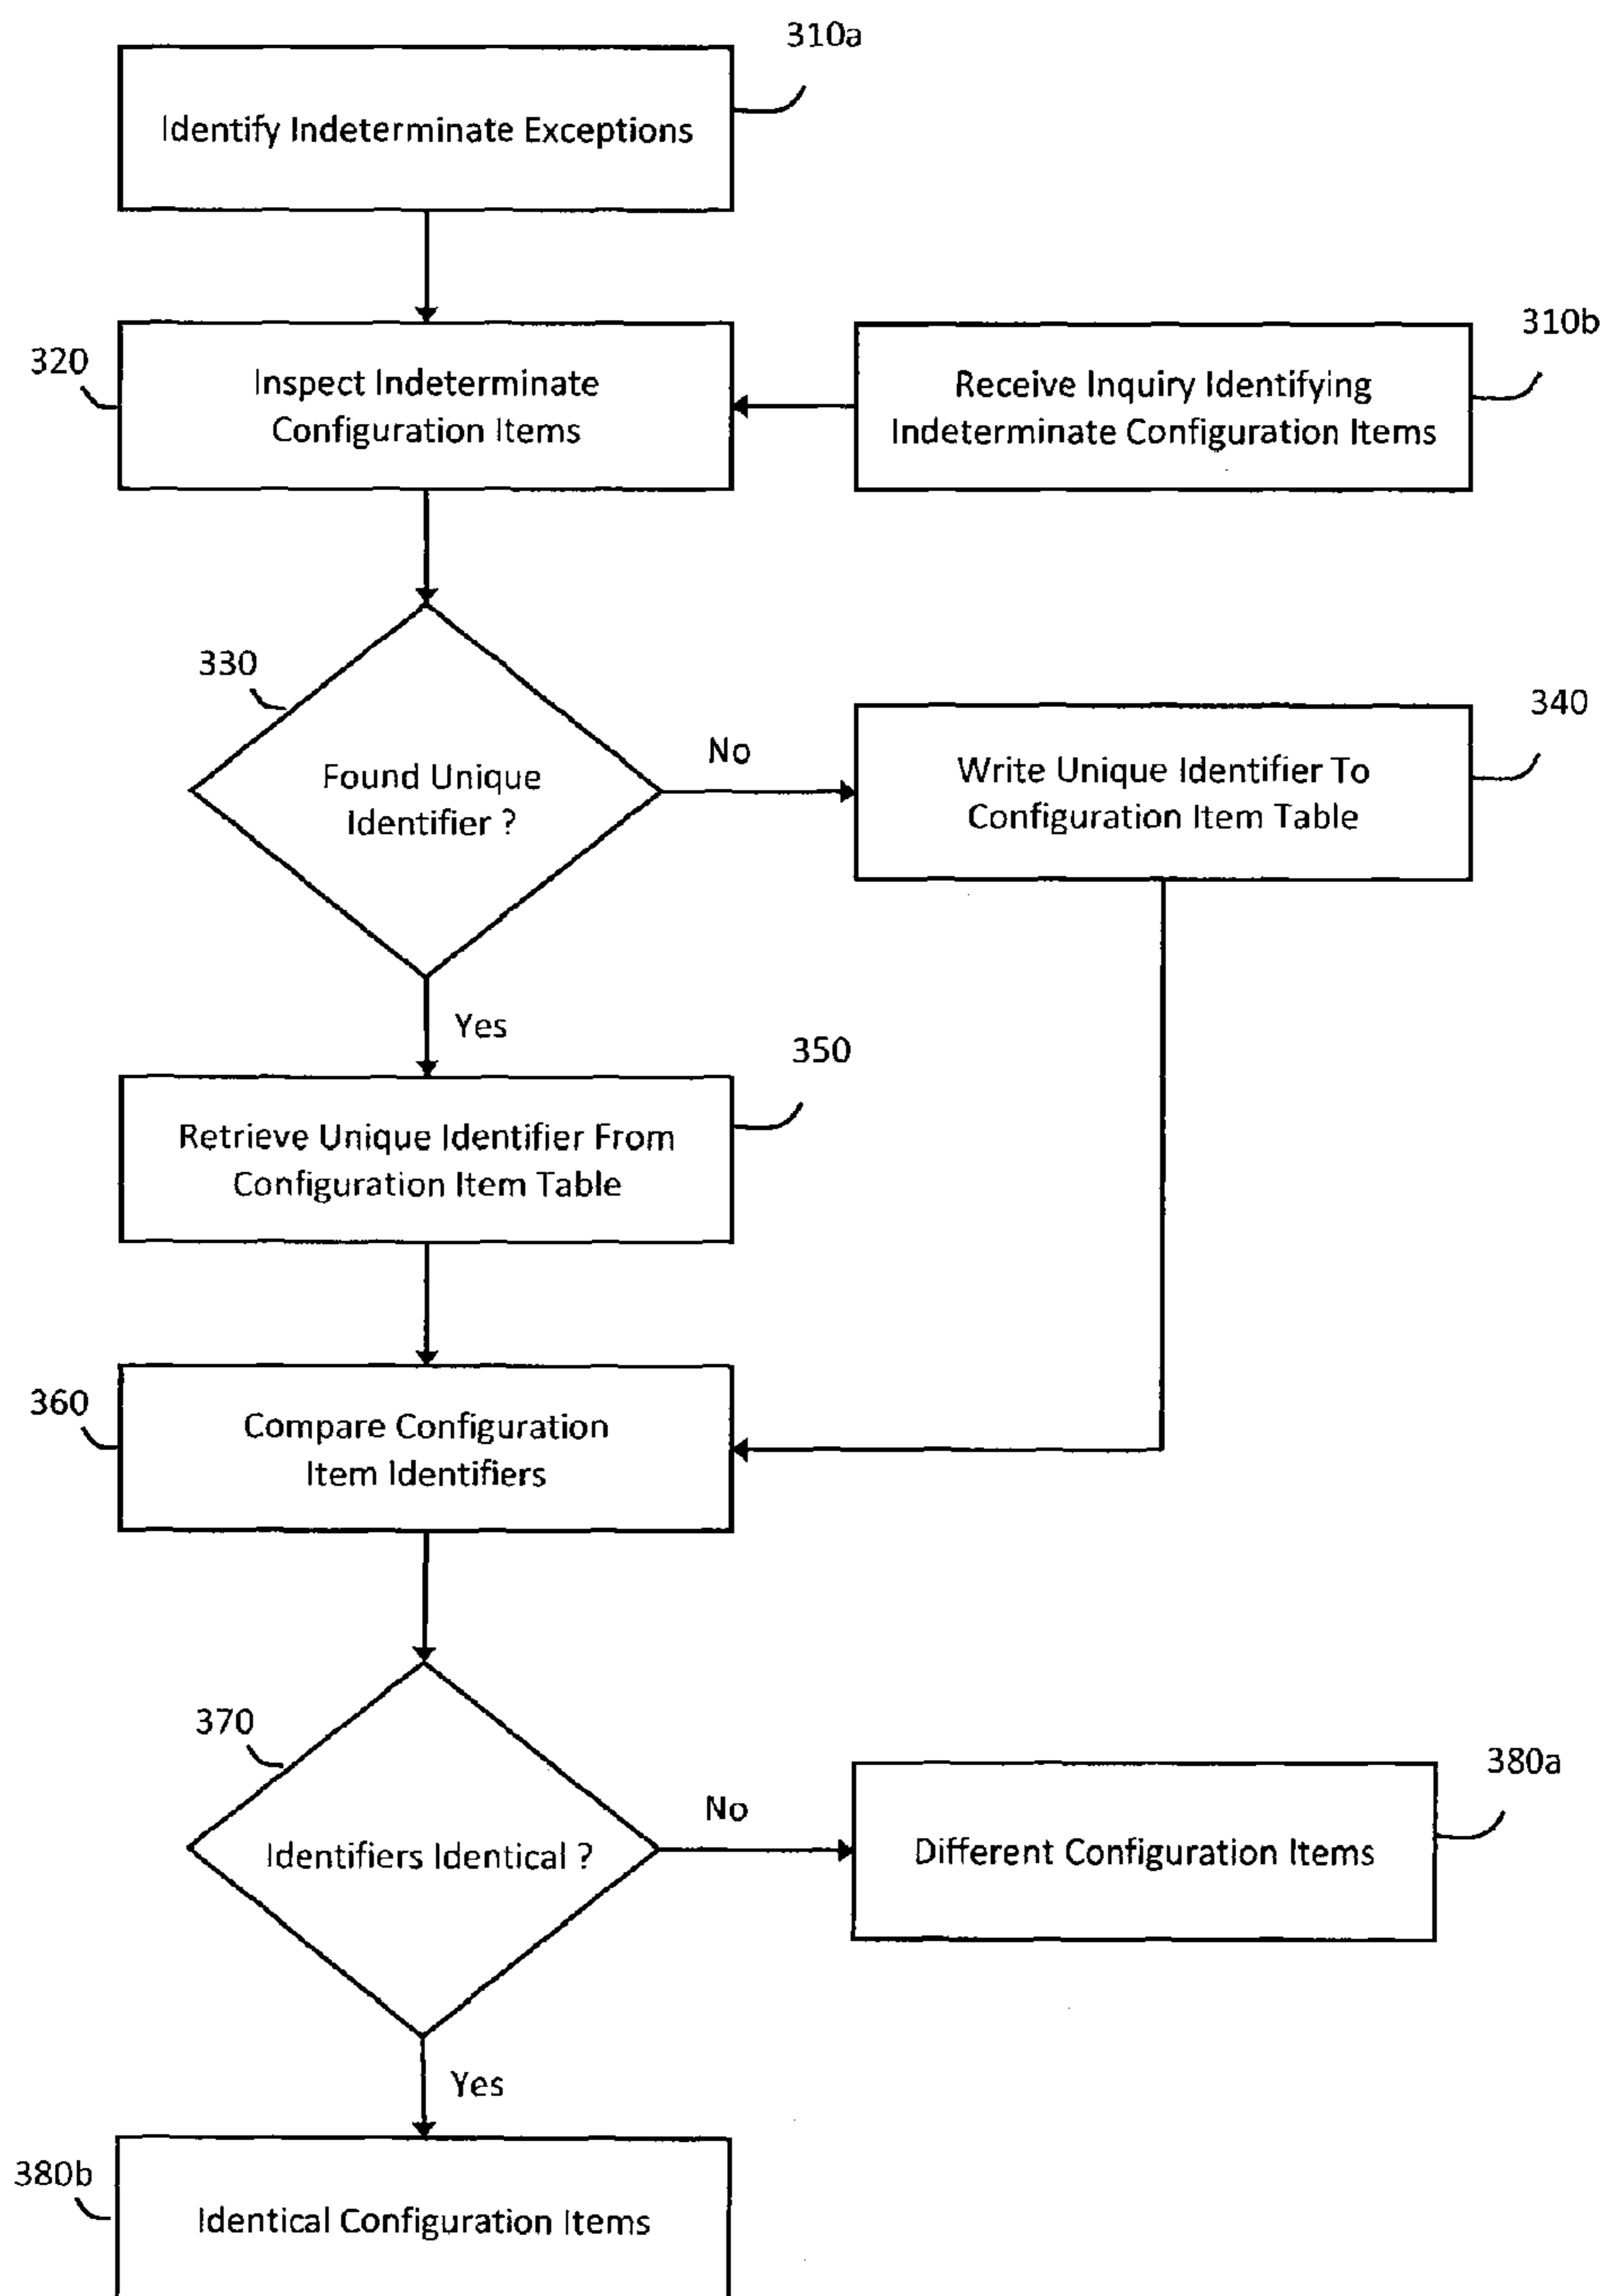 310a
Identify Indeterminate Exceptions
310b
320
Inspect Indeterminate
Configuration Items
Receive Inquiry Identifying
Indeterminate Configuration Items
330
Found Unique
Identifier ?
No
340
Write Unique Identifier To
Configuration Item Table
Yes
350
Retrieve Unique Identifier From
Configuration Item Table
360
Compare Configuration
Item Identifiers
370
Identifiers Identical ?
No
380a
Different Configuration Items
Yes
380b
Identical Configuration Items